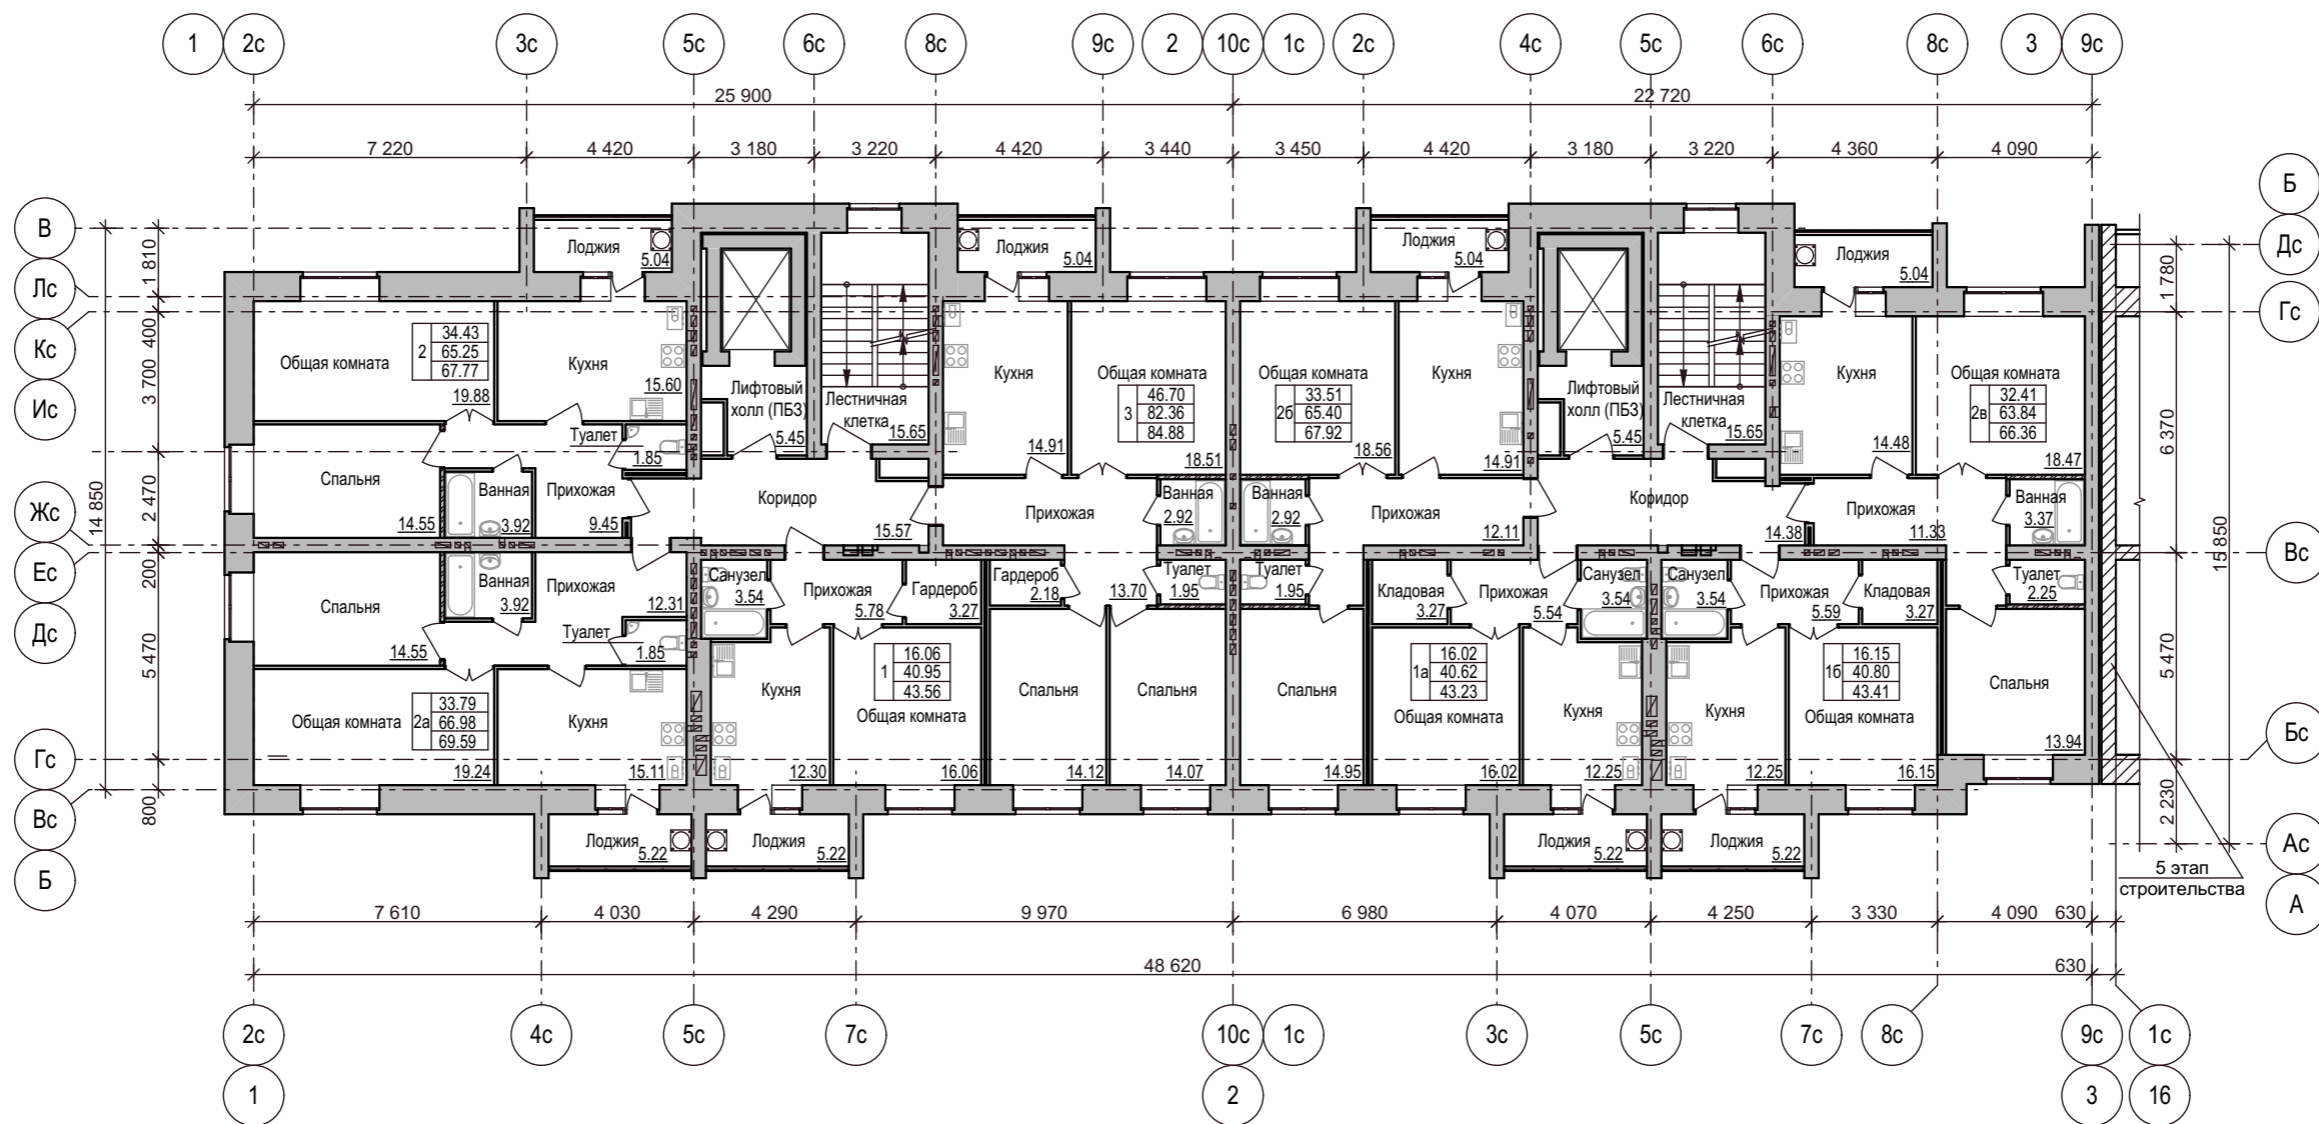 1 2с 3с 5с 6с 8с 9с 2 10с 1с 2с 4с 5с 6с 8с 3 9с
25 900 22 720
7 220 4 420 3 180 3 220 4 420 3 440 3 450 4 420 3 180 3 220 4 360 4 090
В
Лс
Кс
Ис
Жс
Ес
Дс
Гс
Вс
Б
14 850
1 810
400
3 700
2 470
200
5 470
800
Лоджия
5.04
Общая комната
2
34.43
65.25
67.77
19.88
Кухня
15.60
Туалет
1.85
Спальня
14.55
Ванная
3.92
Прихожая
9.45
Лифтовый
холл (ПБЗ)
5.45
Лестничная
клетка
15.65
Коридор
15.57
Спальня
14.55
Ванная
3.92
Прихожая
12.31
Туалет
1.85
Общая комната
2а
33.79
66.98
69.59
19.24
Кухня
15.11
Лоджия
5.22
Санузел
3.54
Прихожая
5.78
Гардероб
3.27
Кухня
12.30
1
16.06
40.95
43.56
Общая комната
16.06
Лоджия
5.22
Лоджия
5.04
Кухня
14.91
Общая комната
3
46.70
82.36
84.88
18.51
Прихожая
13.70
Ванная
2.92
Гардероб
2.18
Туалет
1.95
Спальня
14.12
Спальня
14.07
Лоджия
5.04
Общая комната
2б
33.51
65.40
67.92
18.56
Кухня
14.91
Ванная
2.92
Прихожая
12.11
Туалет
1.95
Спальня
14.95
Лифтовый
холл (ПБЗ)
5.45
Лестничная
клетка
15.65
Коридор
14.38
Кладовая
3.27
Прихожая
5.54
Санузел
3.54
1а
16.02
40.62
43.23
Общая комната
16.02
Кухня
12.25
Лоджия
5.22
Санузел
3.54
Прихожая
5.59
Кладовая
3.27
Кухня
12.25
1б
16.15
40.80
43.41
Общая комната
16.15
Лоджия
5.22
Лоджия
5.04
Кухня
14.48
Общая комната
2в
32.41
63.84
66.36
18.47
Прихожая
11.33
Ванная
3.37
Туалет
2.25
Спальня
13.94
Б
Дс
Гс
Вс
Бс
Ас
А
1 780
6 370
5 470
2 230
15 850
5 этап
строительства
7 610 4 030 4 290 9 970 6 980 4 070 4 250 3 330 4 090 630
48 620 630
2с 4с 5с 7с 10с 1с 3с 5с 7с 8с 9с 1с
1 2 3 16